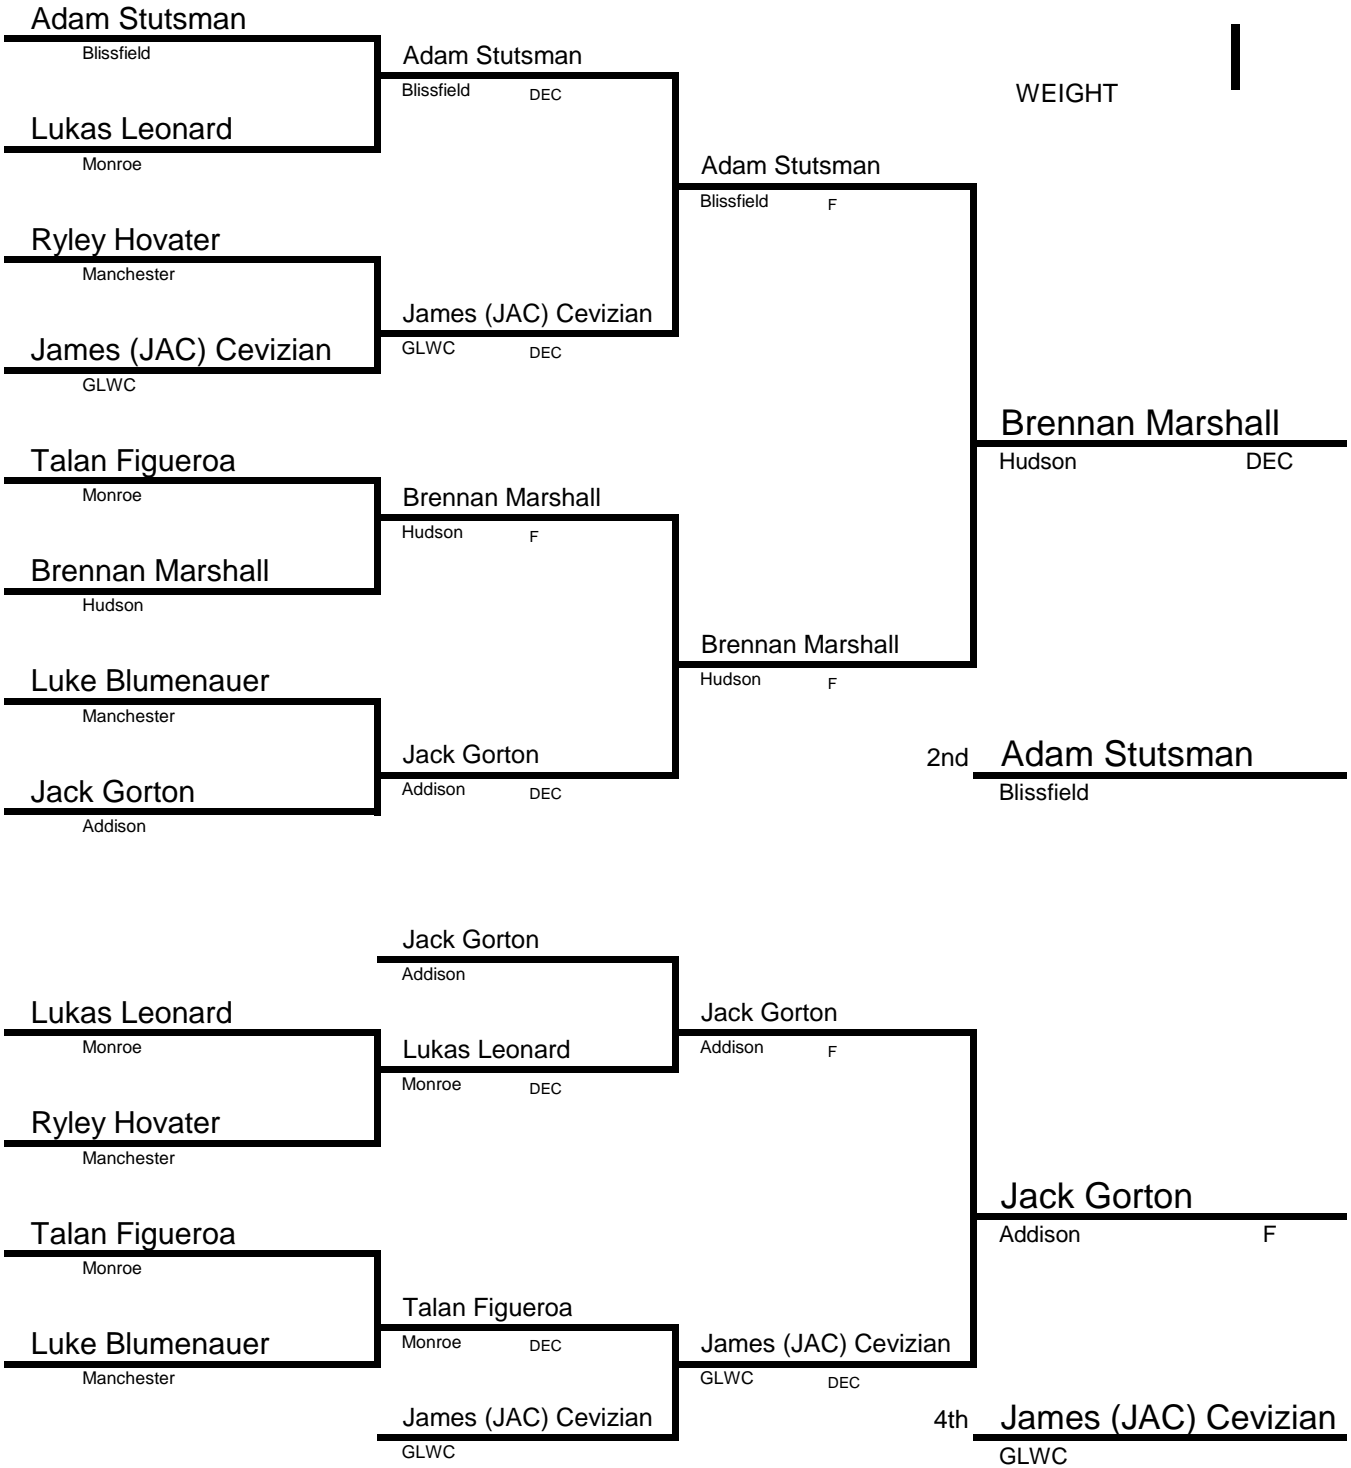 Adam Stutsman
Blissfield
Adam Stutsman
Blissfield DEC
WEIGHT
Lukas Leonard
Monroe
Adam Stutsman
Blissfield F
Ryley Hovater
Manchester
James (JAC) Cevizian
GLWC DEC
James (JAC) Cevizian
GLWC
Brennan Marshall
Hudson DEC
Talan Figueroa
Monroe
Brennan Marshall
Hudson F
Brennan Marshall
Hudson
Brennan Marshall
Hudson F
Luke Blumenauer
Manchester
Jack Gorton
Addison DEC
2nd Adam Stutsman
Blissfield
Jack Gorton
Addison
Jack Gorton
Addison
Lukas Leonard
Monroe
Jack Gorton
Addison F
Lukas Leonard
Monroe DEC
Ryley Hovater
Manchester
Jack Gorton
Addison F
Talan Figueroa
Monroe
Talan Figueroa
Monroe DEC
Luke Blumenauer
Manchester
James (JAC) Cevizian
GLWC DEC
James (JAC) Cevizian
GLWC
4th James (JAC) Cevizian
GLWC